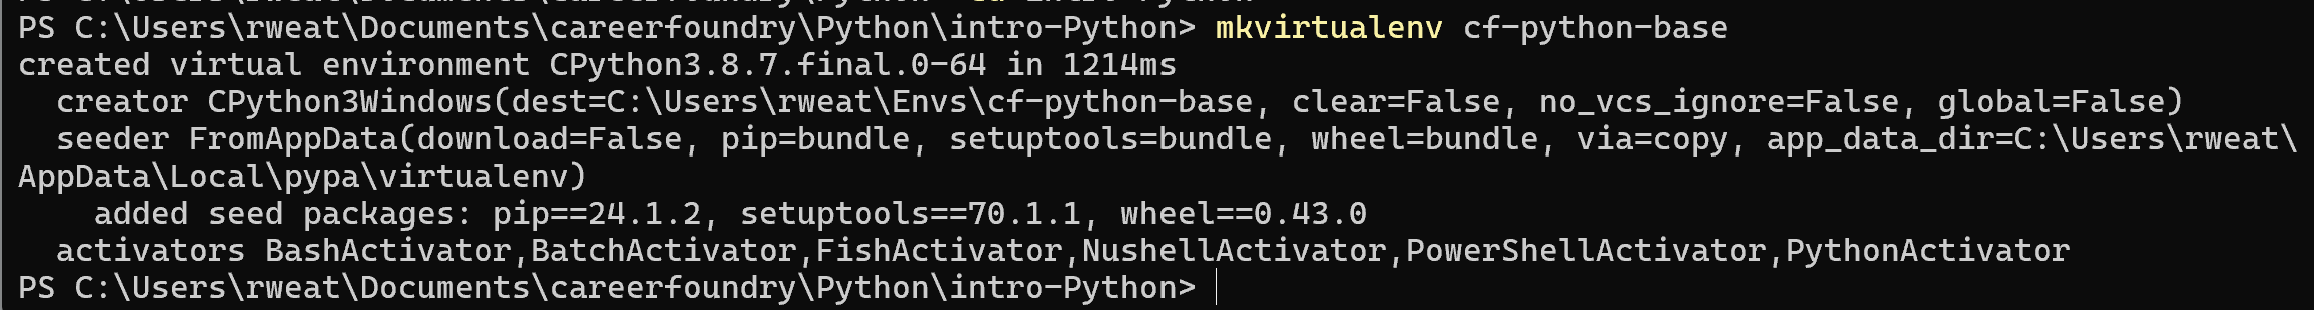 PS C:\Users\rweat\Documents\careerfoundry\Python\intro-Python> mkvirtualenv cf-python-base
created virtual environment CPython3.8.7.final.0-64 in 1214ms
  creator CPython3Windows(dest=C:\Users\rweat\Envs\cf-python-base, clear=False, no_vcs_ignore=False, global=False)
  seeder FromAppData(download=False, pip=bundle, setuptools=bundle, wheel=bundle, via=copy, app_data_dir=C:\Users\rweat\
AppData\Local\pypa\virtualenv)
    added seed packages: pip==24.1.2, setuptools==70.1.1, wheel==0.43.0
  activators BashActivator,BatchActivator,FishActivator,NushellActivator,PowerShellActivator,PythonActivator
PS C:\Users\rweat\Documents\careerfoundry\Python\intro-Python>